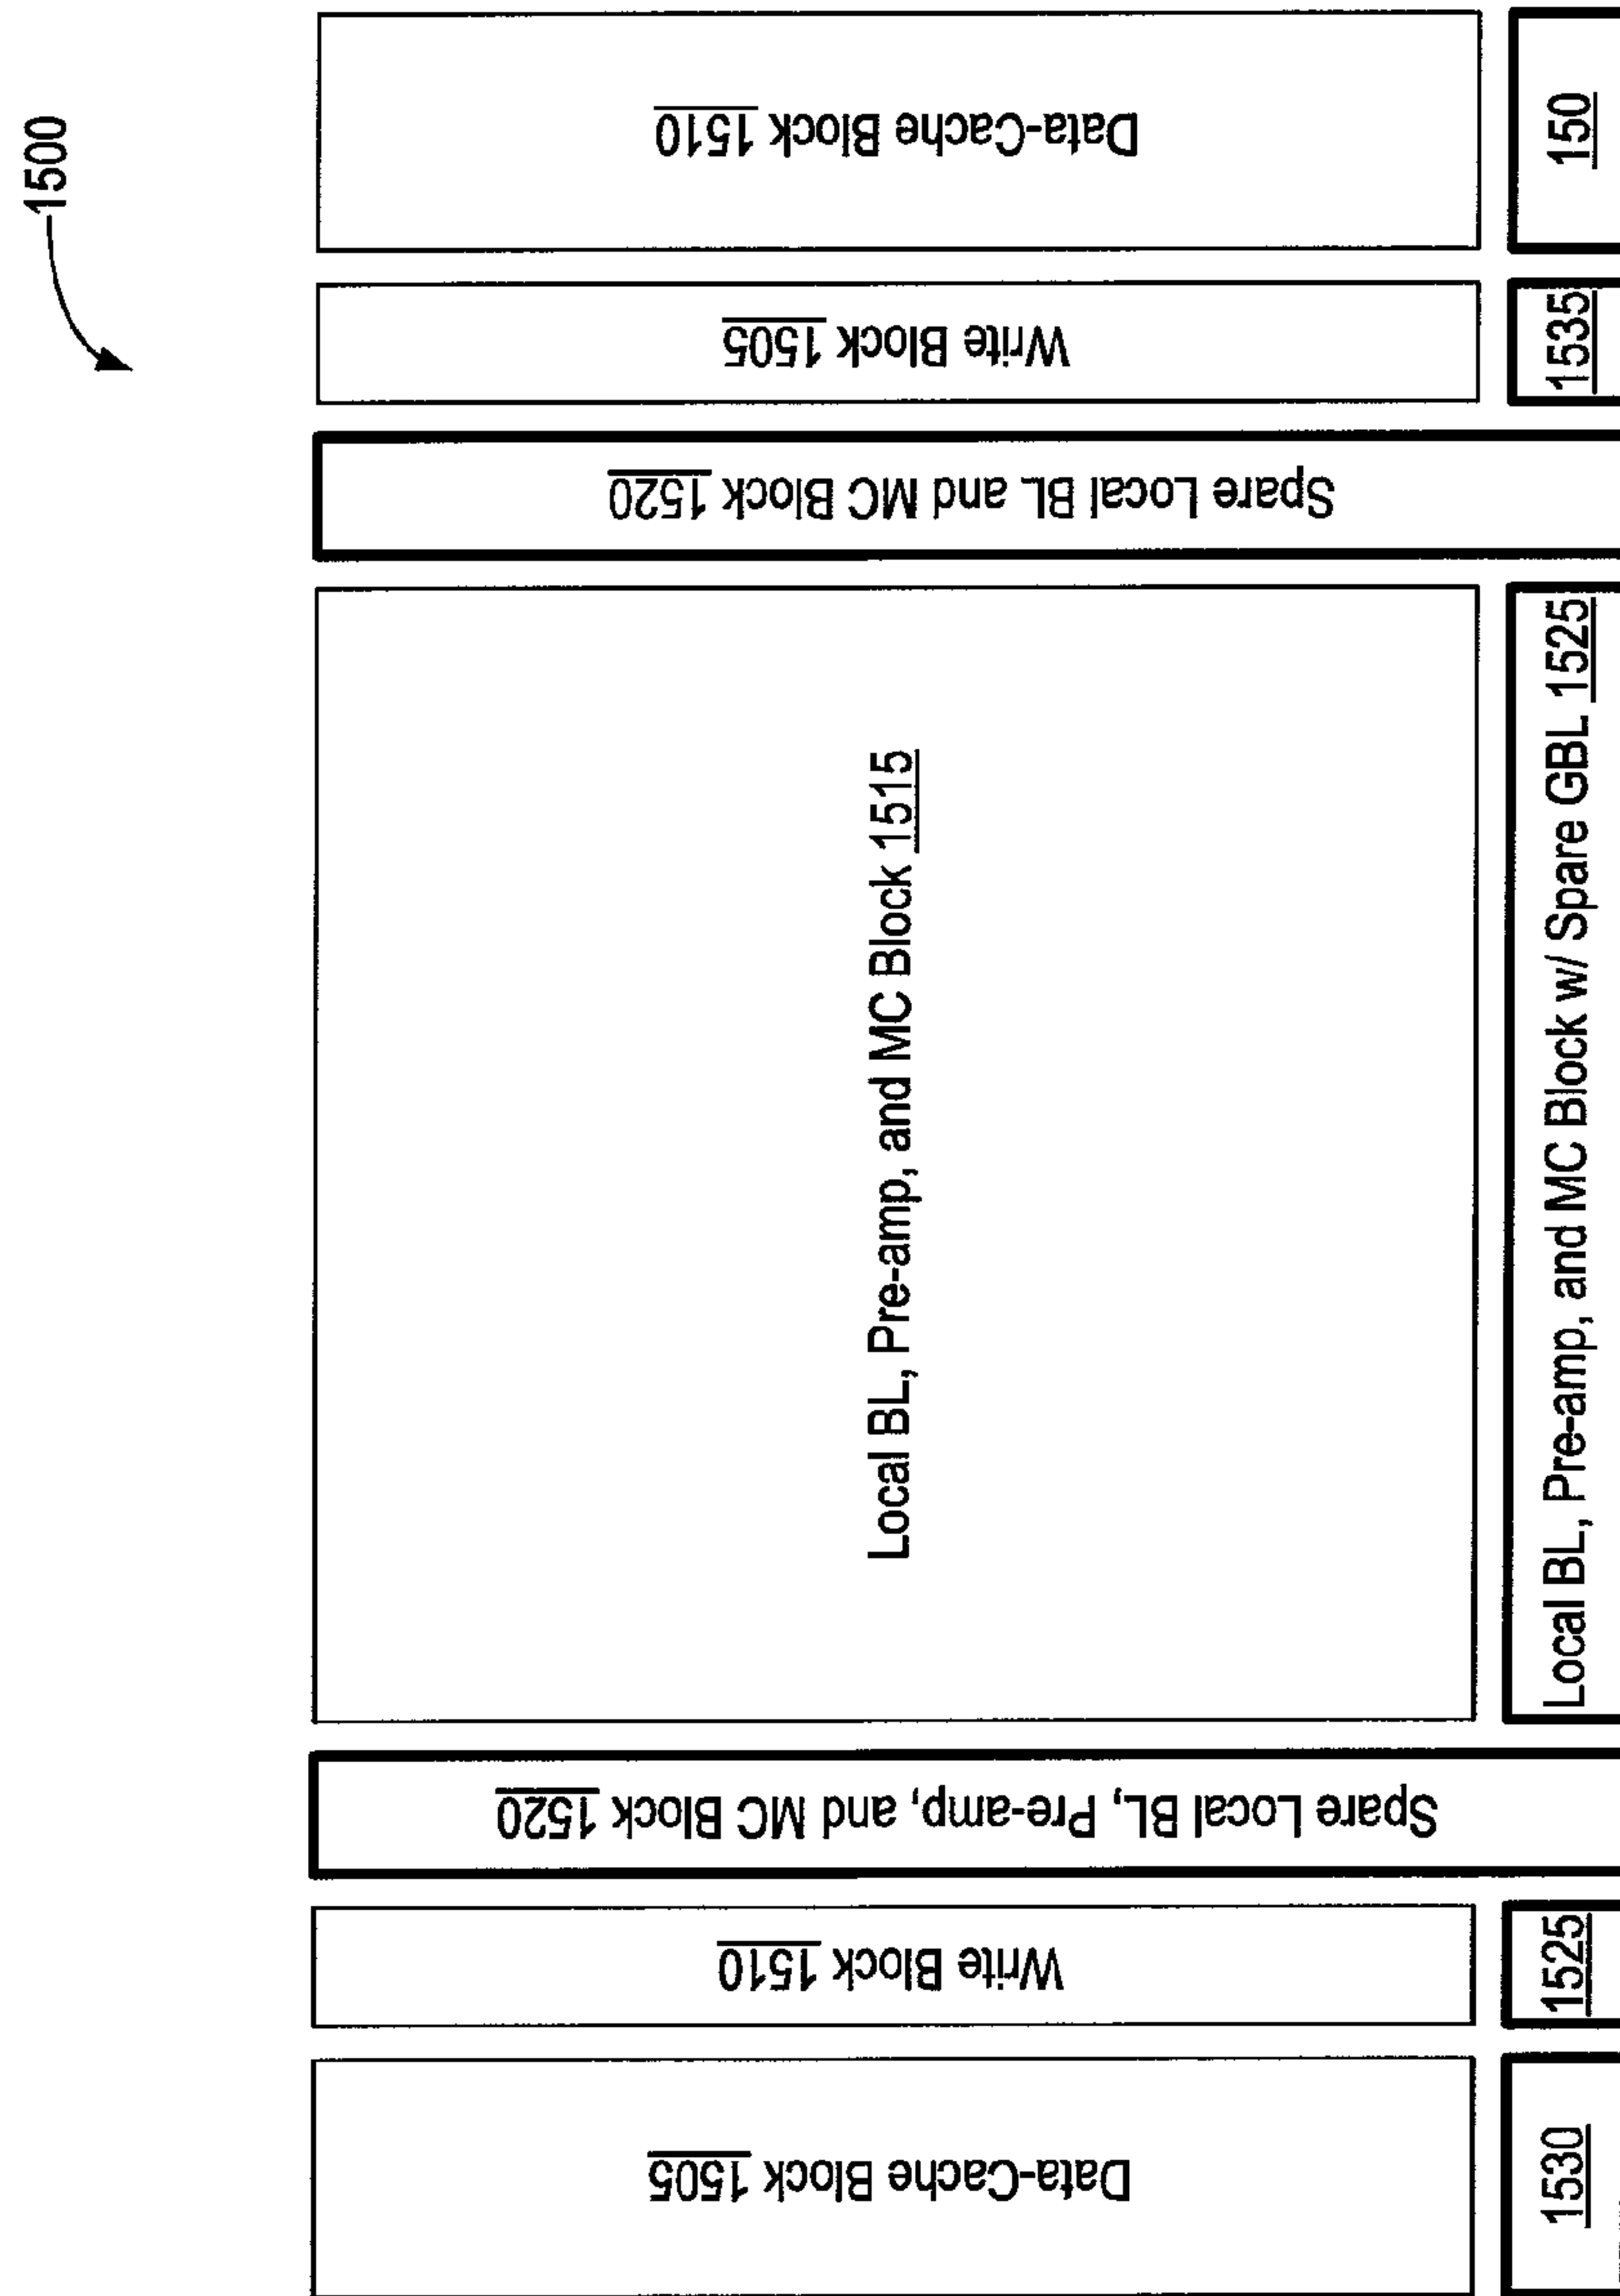 1500
Data-Cache Block 1510
150
Write Block 1505
1535
Spare Local BL and MC Block 1520
Local BL, Pre-amp, and MC Block 1515
Local BL, Pre-amp, and MC Block w/ Spare GBL 1525
Spare Local BL, Pre-amp, and MC Block 1520
Write Block 1510
1525
Data-Cache Block 1505
1530